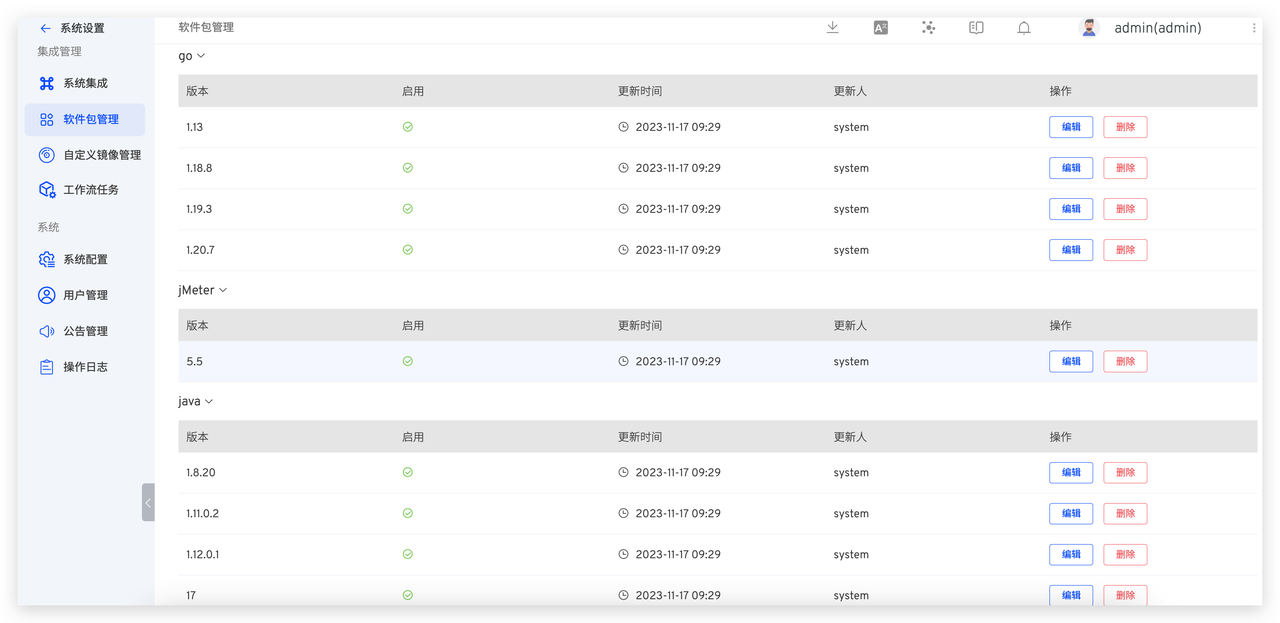 系统设置
集成管理
系统集成
软件包管理
自定义镜像管理
工作流任务
系统
系统配置
用户管理
公告管理
操作日志
软件包管理 admin(admin)
go
版本 启用 更新时间 更新人 操作
1.13 2023-11-17 09:29 system 编辑 删除
1.18.8 2023-11-17 09:29 system 编辑 删除
1.19.3 2023-11-17 09:29 system 编辑 删除
1.20.7 2023-11-17 09:29 system 编辑 删除
jMeter
版本 启用 更新时间 更新人 操作
5.5 2023-11-17 09:29 system 编辑 删除
java
版本 启用 更新时间 更新人 操作
1.8.20 2023-11-17 09:29 system 编辑 删除
1.11.0.2 2023-11-17 09:29 system 编辑 删除
1.12.0.1 2023-11-17 09:29 system 编辑 删除
17 2023-11-17 09:29 system 编辑 删除